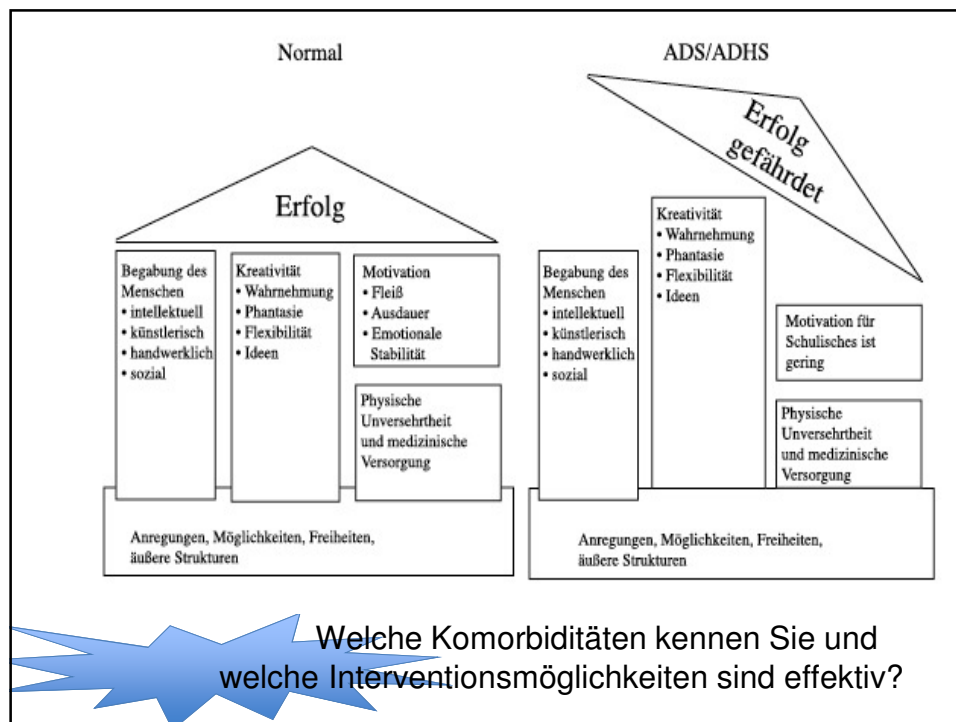 Normal
Erfolg
Begabung des
Menschen
• intellektuell
• künstlerisch
• handwerklich
• sozial
Kreativität
• Wahrnehmung
• Phantasie
• Flexibilität
• Ideen
Motivation
• Fleiß
• Ausdauer
• Emotionale
Stabilität
Physische
Unversehrtheit
und medizinische
Versorgung
Anregungen, Möglichkeiten, Freiheiten,
äußere Strukturen
ADS/ADHS
Erfolg
gefährdet
Begabung des
Menschen
• intellektuell
• künstlerisch
• handwerklich
• sozial
Kreativität
• Wahrnehmung
• Phantasie
• Flexibilität
• Ideen
Motivation für
Schulisches ist
gering
Physische
Unversehrtheit
und medizinische
Versorgung
Anregungen, Möglichkeiten, Freiheiten,
äußere Strukturen
Welche Komorbiditäten kennen Sie und
welche Interventionsmöglichkeiten sind effektiv?